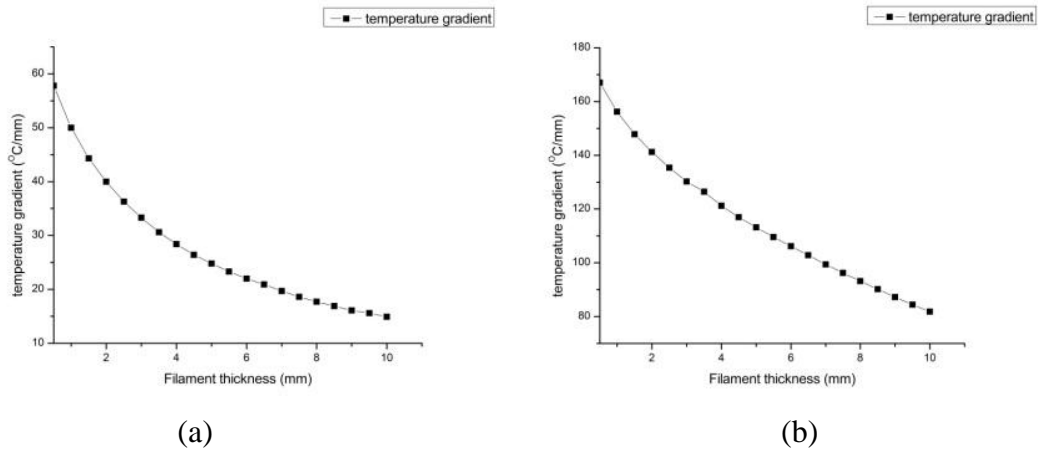 temperature gradient
60
50
40
30
20
10
temperature gradient (°C/mm)
2 4 6 8 10
Filament thickness (mm)
(a)
temperature gradient
180
160
140
120
100
80
temperature gradient (°C/mm)
2 4 6 8 10
Filament thickness (mm)
(b)